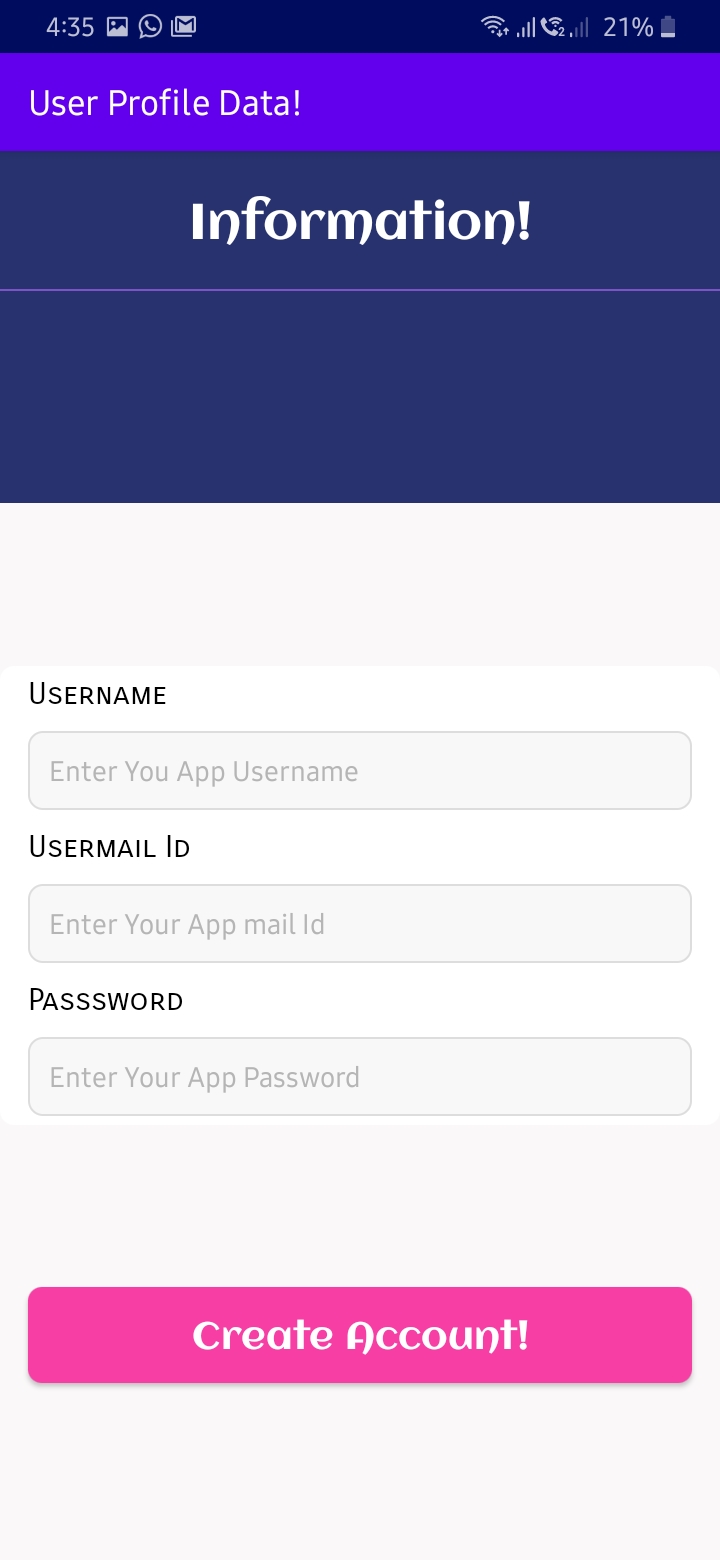 4:35 21%
User Profile Data!
Information!
Username
Enter You App Username
Usermail Id
Enter Your App mail Id
Passsword
Enter Your App Password
Create Account!